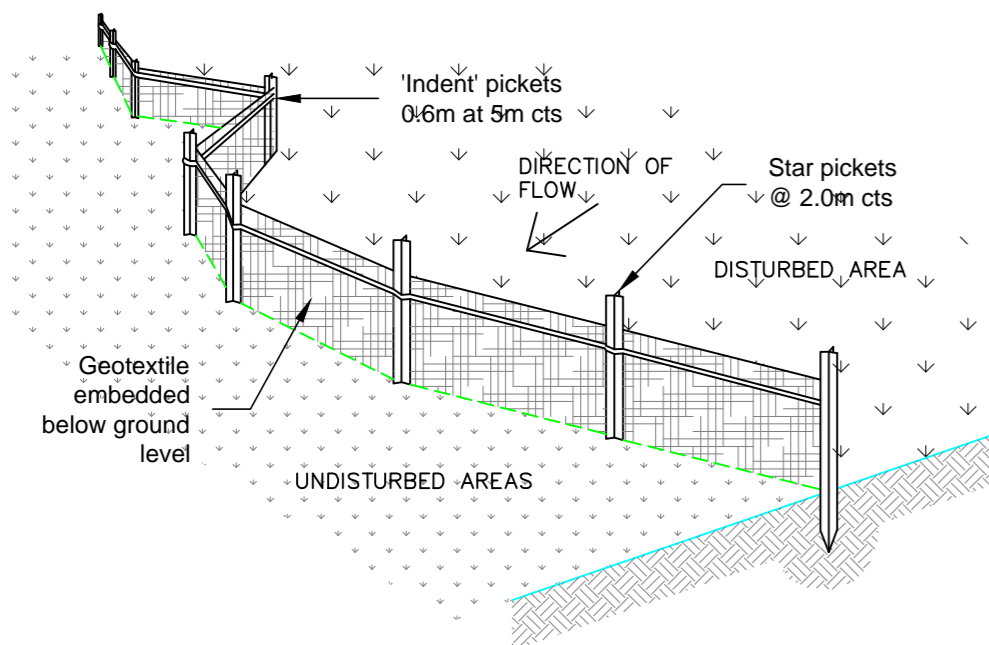 'Indent' pickets
0.6m at 5m cts
DIRECTION OF
FLOW
Star pickets
@ 2.0m cts
DISTURBED AREA
Geotextile
embedded
below ground
level
UNDISTURBED AREAS